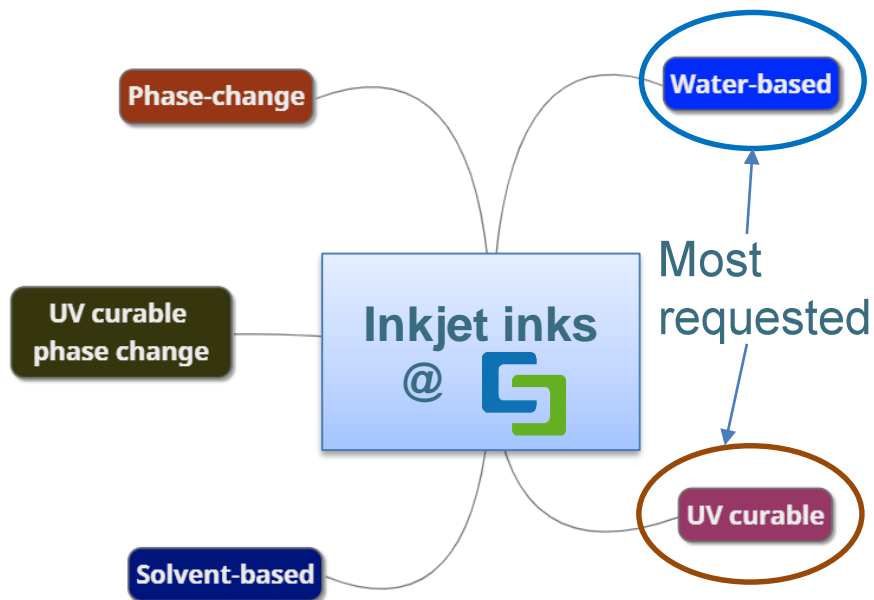 Phase-change
Water-based
Most
requested
UV curable
phase change
Inkjet inks
@
UV curable
Solvent-based